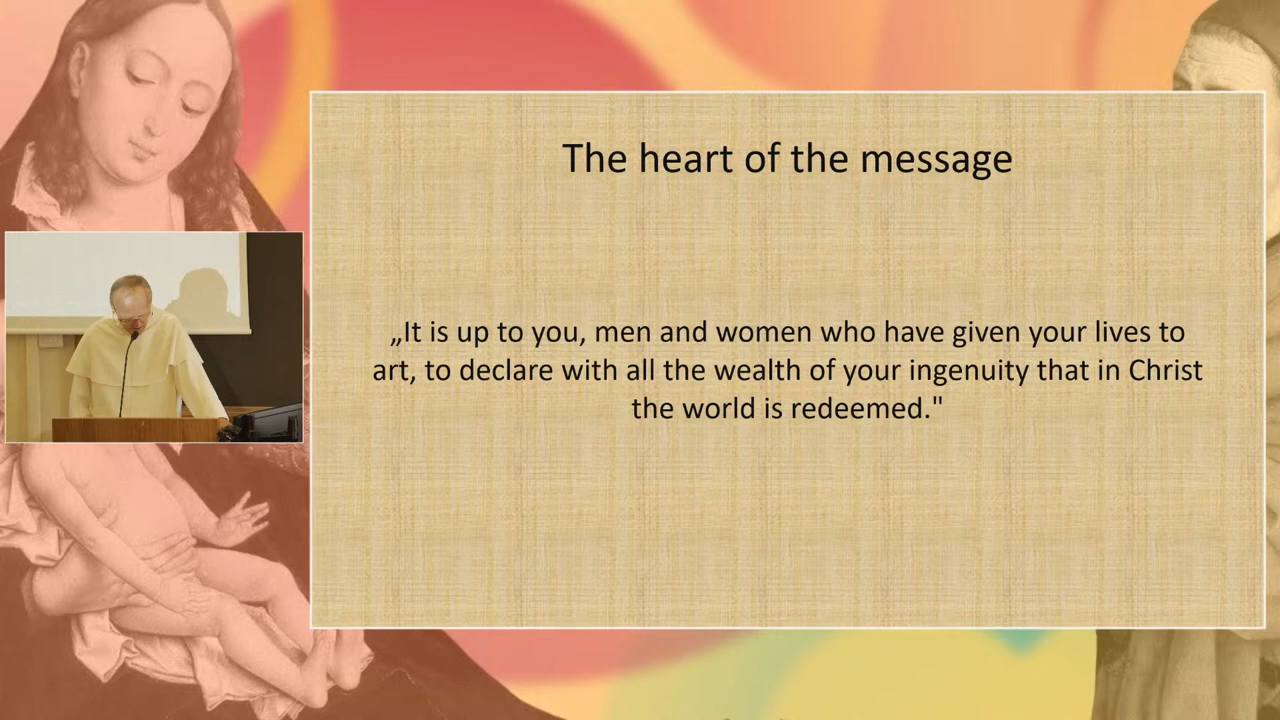 The heart of the message
„It is up to you, men and women who have given your lives to
art, to declare with all the wealth of your ingenuity that in Christ
the world is redeemed."